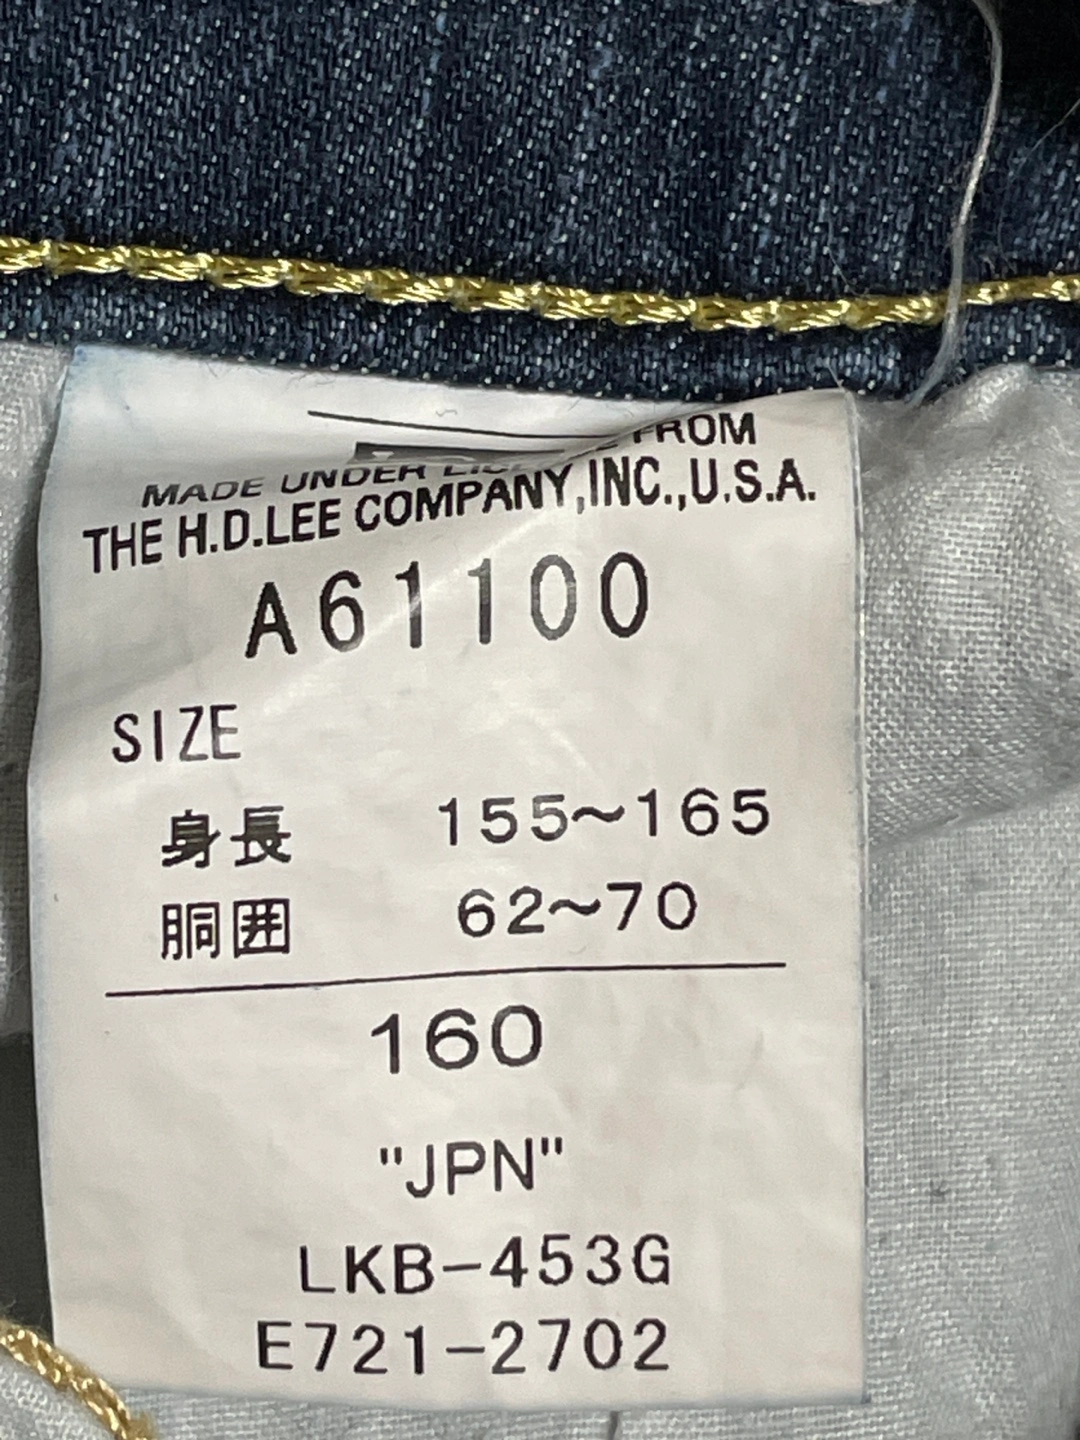 MADE UNDER LICENSE FROM
THE H.D.LEE COMPANY,INC.,U.S.A.
A61100
SIZE
身長 155~165
胴囲 62~70
160
"JPN"
LKB-453G
E721-2702